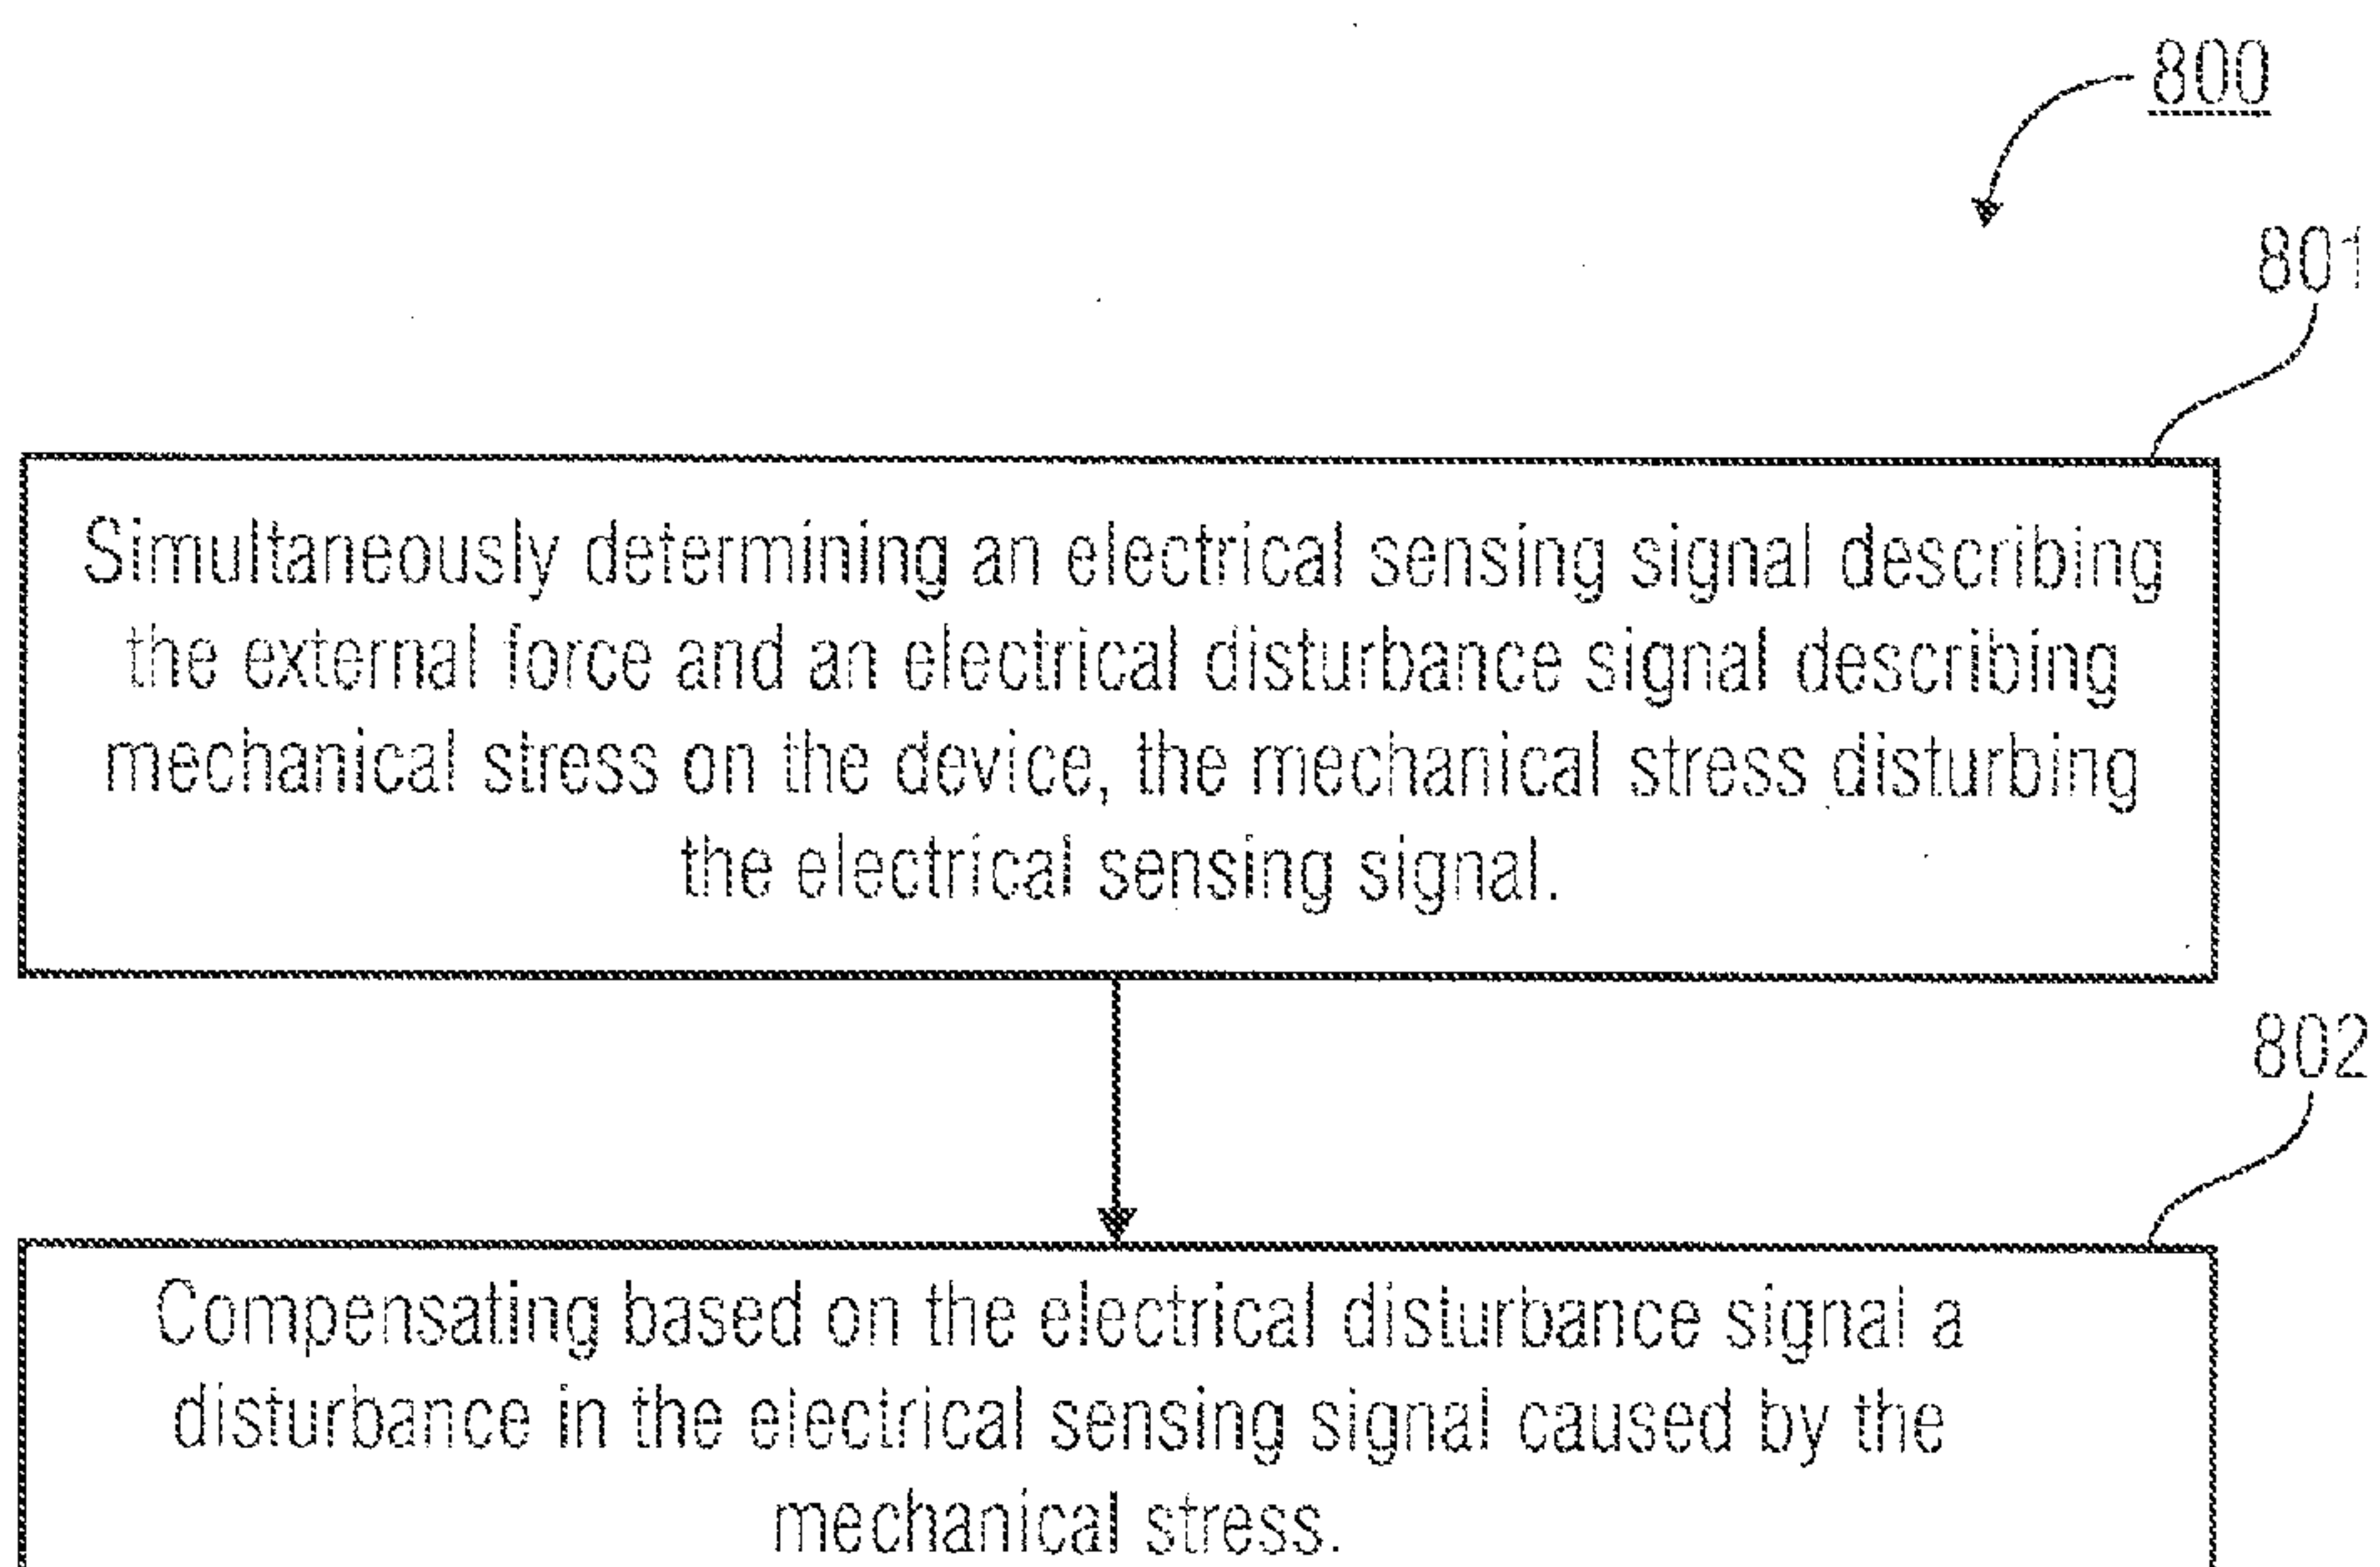 800
801
Simultaneously determining an electrical sensing signal describing
the external force and an electrical disturbance signal describing
mechanical stress on the device, the mechanical stress disturbing
the electrical sensing signal.
802
Compensating based on the electrical disturbance signal a
disturbance in the electrical sensing signal caused by the
mechanical stress.